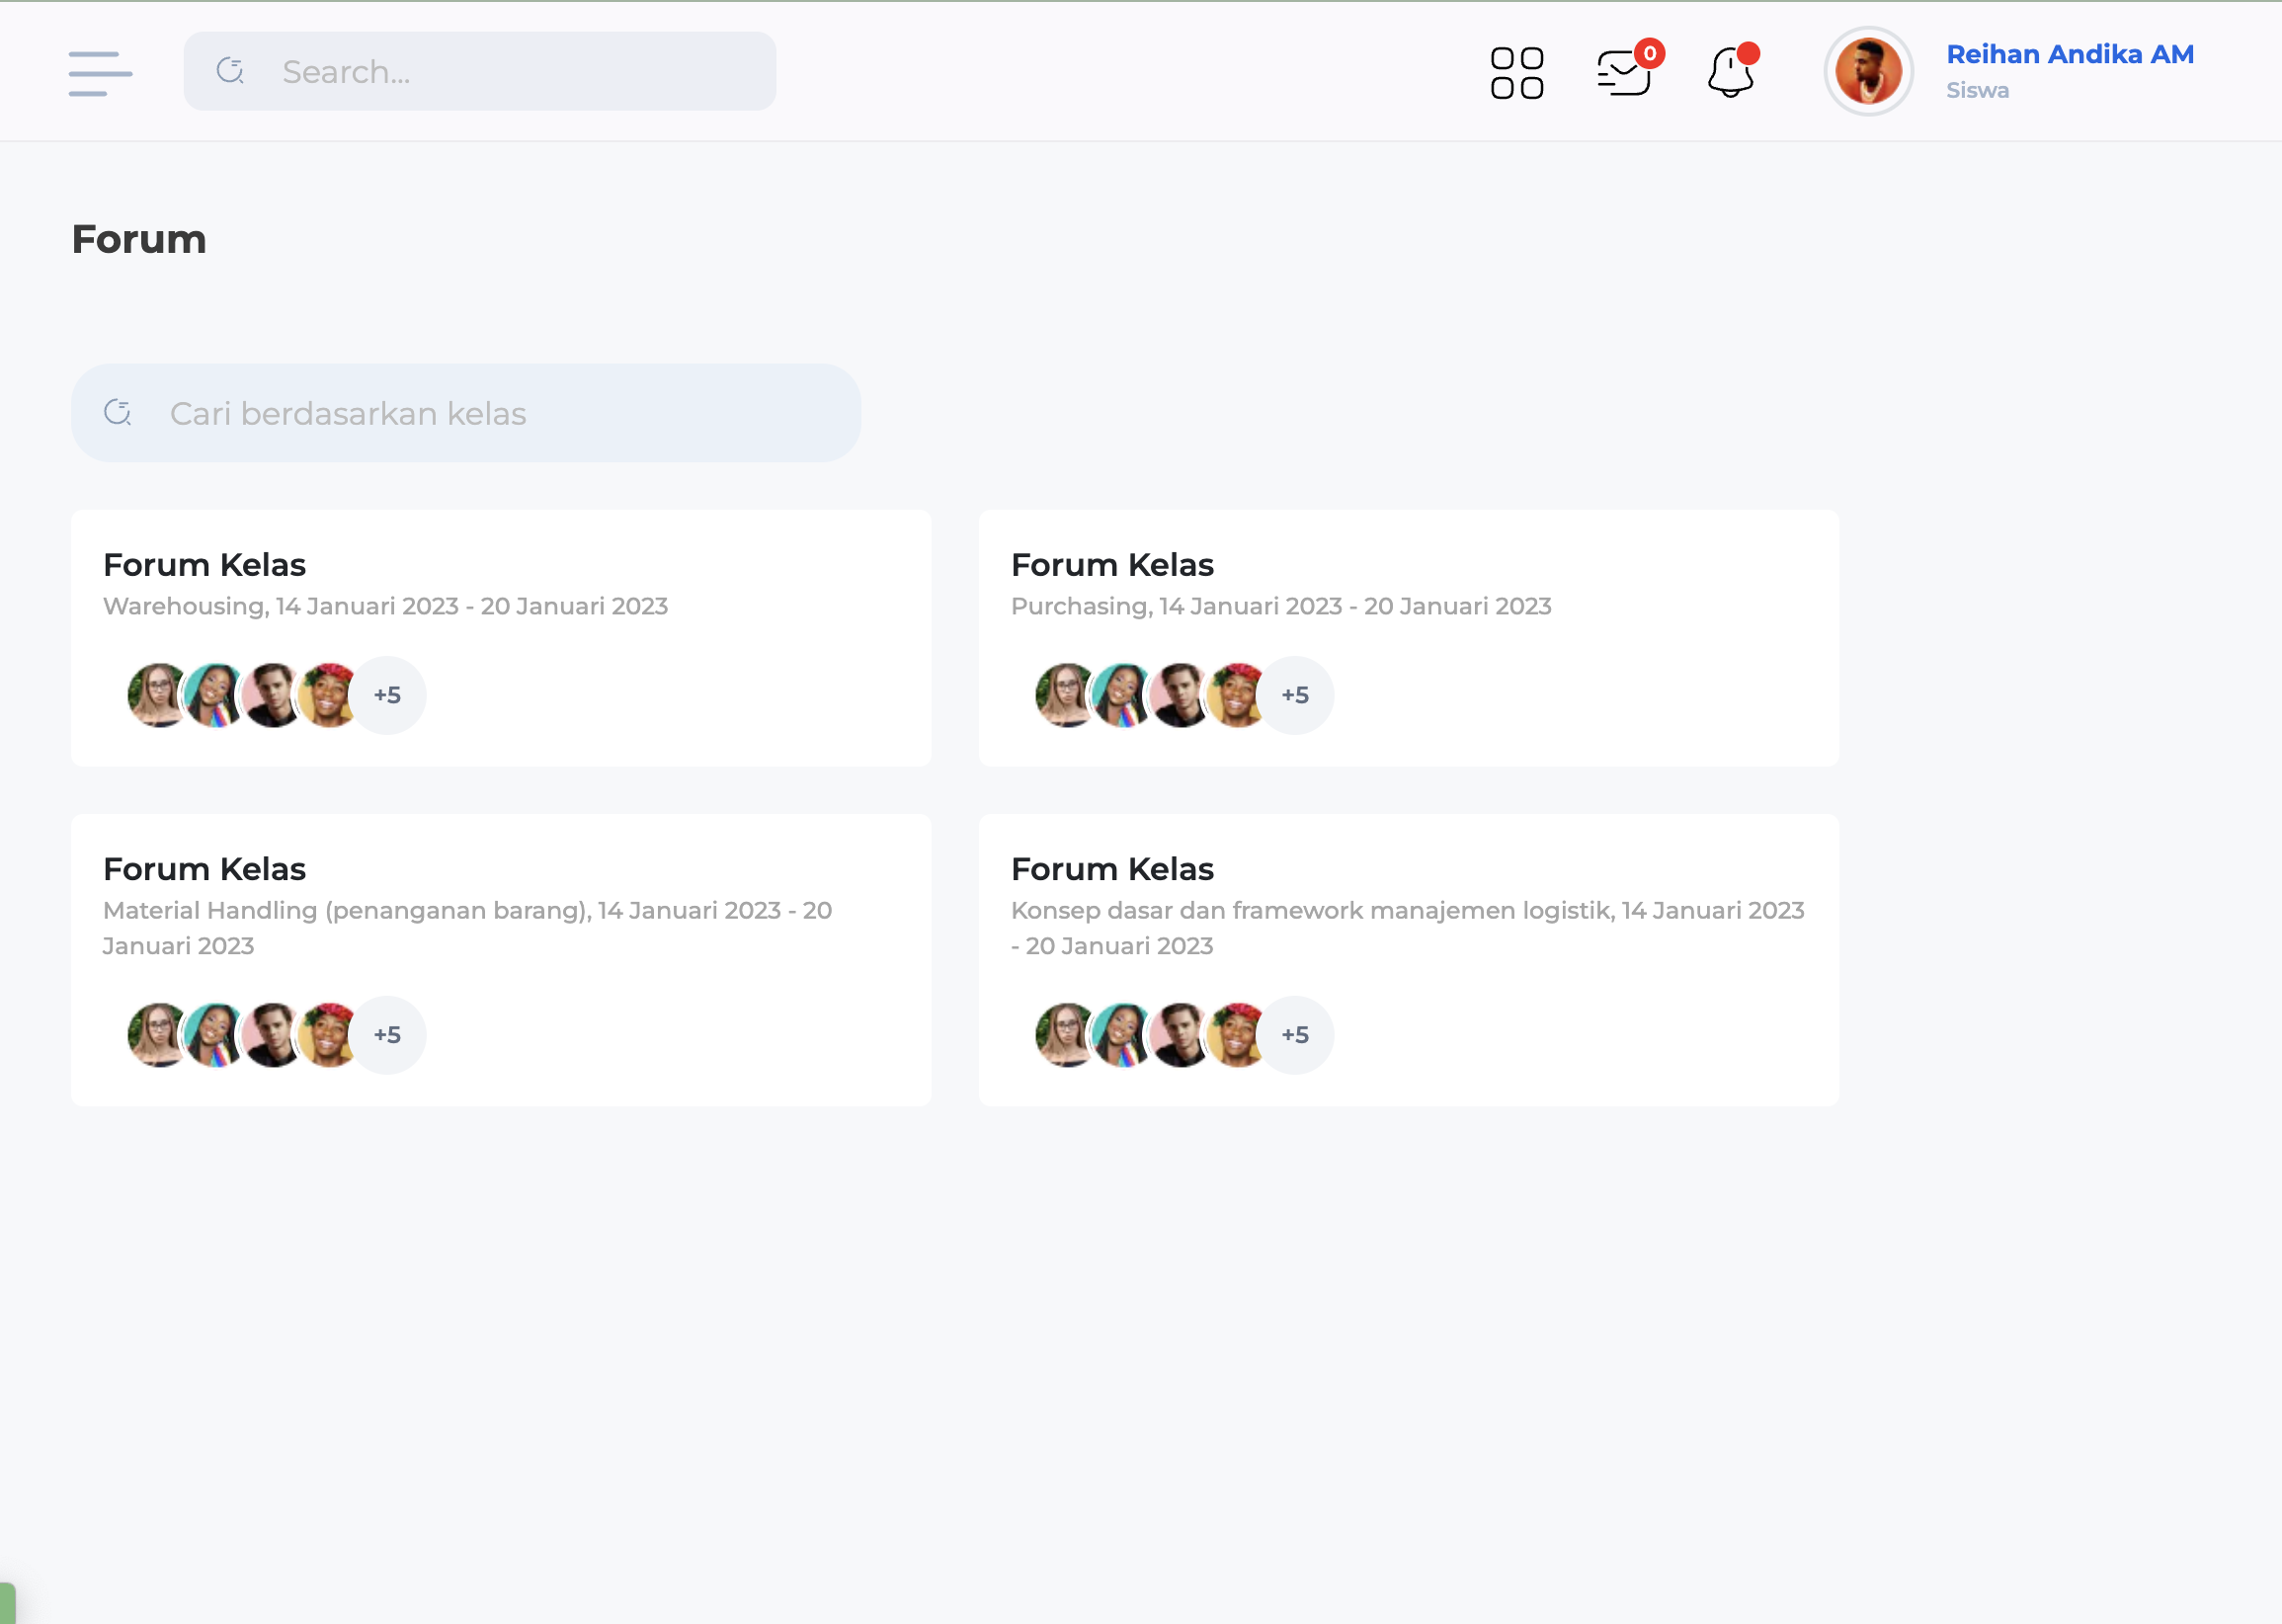 Search...
0
Reihan Andika AM
Siswa
Forum
Cari berdasarkan kelas
Forum Kelas
Warehousing, 14 Januari 2023 - 20 Januari 2023
+5
Forum Kelas
Purchasing, 14 Januari 2023 - 20 Januari 2023
+5
Forum Kelas
Material Handling (penanganan barang), 14 Januari 2023 - 20
Januari 2023
+5
Forum Kelas
Konsep dasar dan framework manajemen logistik, 14 Januari 2023
- 20 Januari 2023
+5